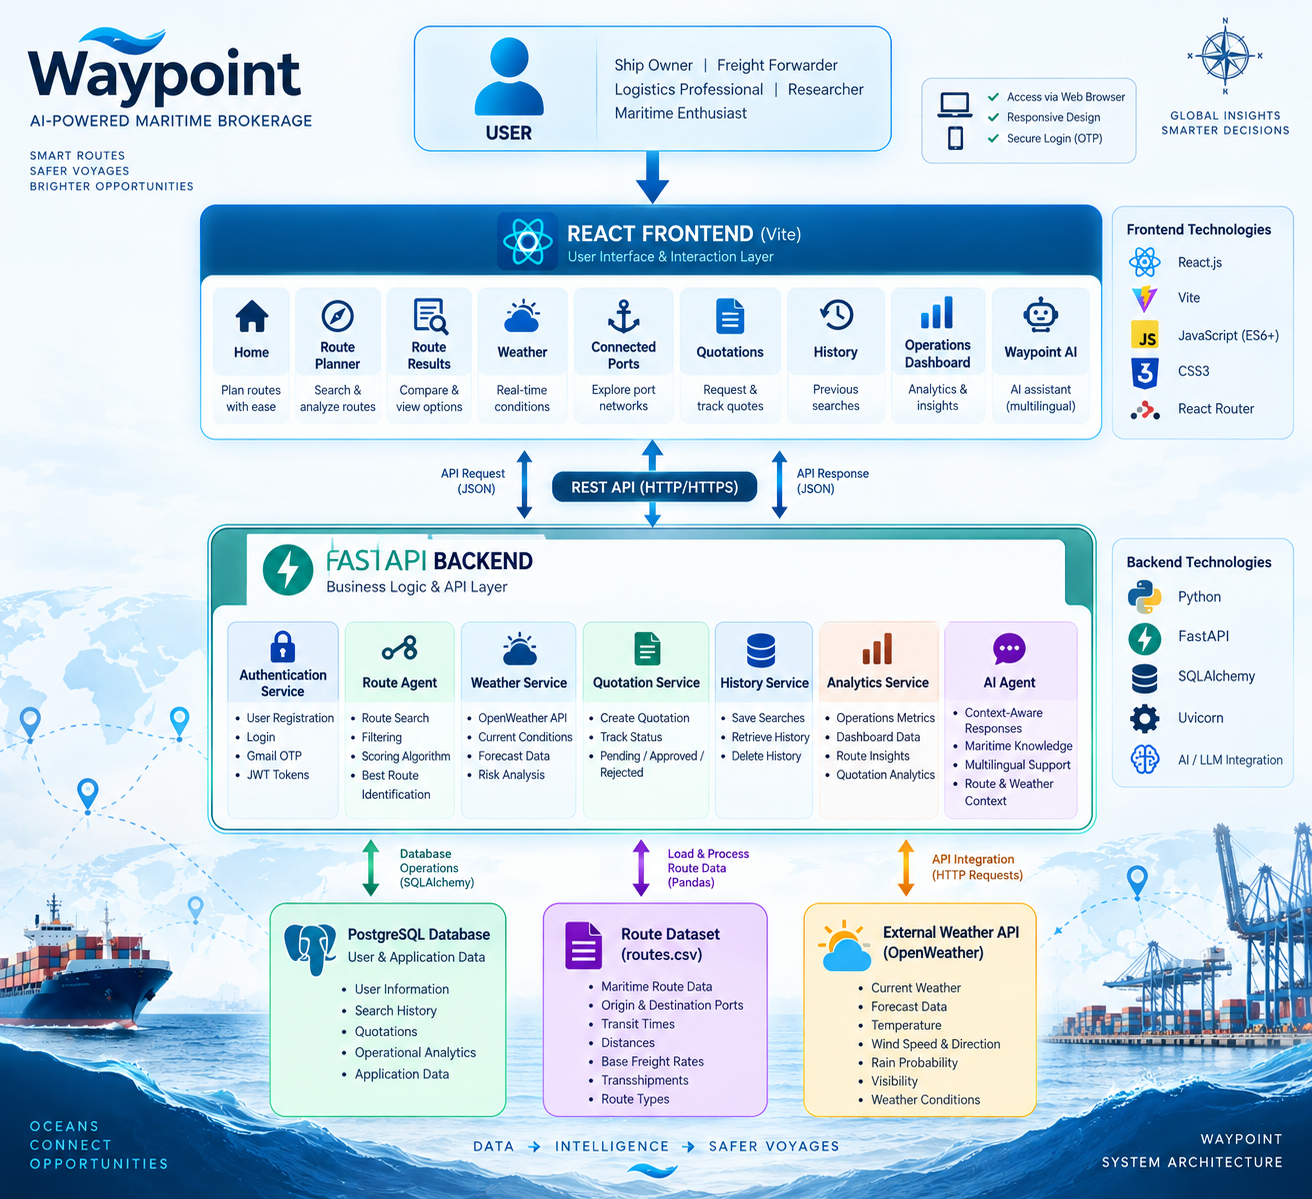 Waypoint
AI-POWERED MARITIME BROKERAGE
SMART ROUTES
SAFER VOYAGES
BRIGHTER OPPORTUNITIES
USER
Ship Owner | Freight Forwarder
Logistics Professional | Researcher
Maritime Enthusiast
Access via Web Browser
Responsive Design
Secure Login (OTP)
N
W
E
S
GLOBAL INSIGHTS
SMARTER DECISIONS
REACT FRONTEND (Vite)
User Interface & Interaction Layer
Home
Plan routes
with ease
Route
Planner
Search &
analyze routes
Route
Results
Compare &
view options
Weather
Real-time
conditions
Connected
Ports
Explore port
networks
Quotations
Request &
track quotes
History
Previous
searches
Operations
Dashboard
Analytics &
insights
Waypoint AI
AI assistant
(multilingual)
Frontend Technologies
React.js
Vite
JS
JavaScript (ES6+)
3
CSS3
React Router
API Request
(JSON)
REST API (HTTP/HTTPS)
API Response
(JSON)
FASTAPI BACKEND
Business Logic & API Layer
Authentication
Service
• User Registration
• Login
• Gmail OTP
• JWT Tokens
Route Agent
• Route Search
• Filtering
• Scoring Algorithm
• Best Route
Identification
Weather Service
• OpenWeather API
• Current Conditions
• Forecast Data
• Risk Analysis
Quotation Service
• Create Quotation
• Track Status
• Pending / Approved /
Rejected
History Service
• Save Searches
• Retrieve History
• Delete History
Analytics Service
• Operations Metrics
• Dashboard Data
• Route Insights
• Quotation Analytics
AI Agent
• Context-Aware
Responses
• Maritime Knowledge
• Multilingual Support
• Route & Weather
Context
Backend Technologies
Python
FastAPI
SQLAlchemy
Uvicorn
AI / LLM Integration
Database
Operations
(SQLAlchemy)
Load & Process
Route Data
(Pandas)
API Integration
(HTTP Requests)
PostgreSQL Database
User & Application Data
• User Information
• Search History
• Quotations
• Operational Analytics
• Application Data
Route Dataset
(routes.csv)
• Maritime Route Data
• Origin & Destination Ports
• Transit Times
• Distances
• Base Freight Rates
• Transshipments
• Route Types
External Weather API
(OpenWeather)
• Current Weather
• Forecast Data
• Temperature
• Wind Speed & Direction
• Rain Probability
• Visibility
• Weather Conditions
OCEANS
CONNECT
OPPORTUNITIES
DATA → INTELLIGENCE → SAFER VOYAGES
WAYPOINT
SYSTEM ARCHITECTURE